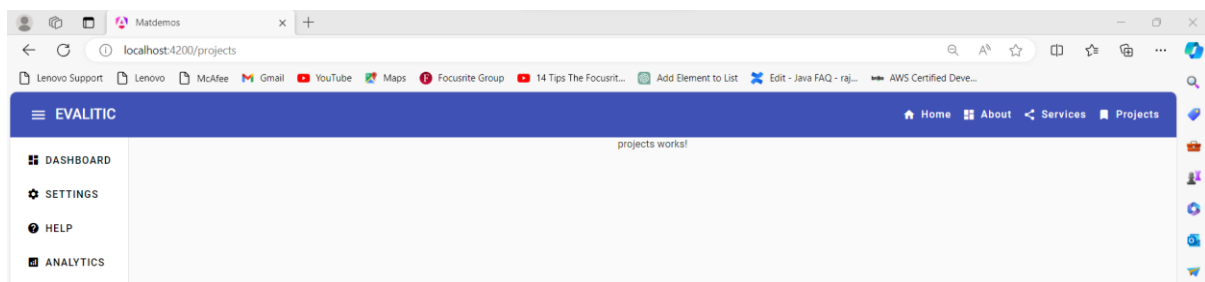 Matdemos
localhost:4200/projects
Lenovo Support Lenovo McAfee Gmail YouTube Maps Focusrite Group 14 Tips The Focusrit... Add Element to List Edit - Java FAQ - raj... AWS Certified Deve...
EVALITIC Home About Services Projects
projects works!
DASHBOARD
SETTINGS
HELP
ANALYTICS